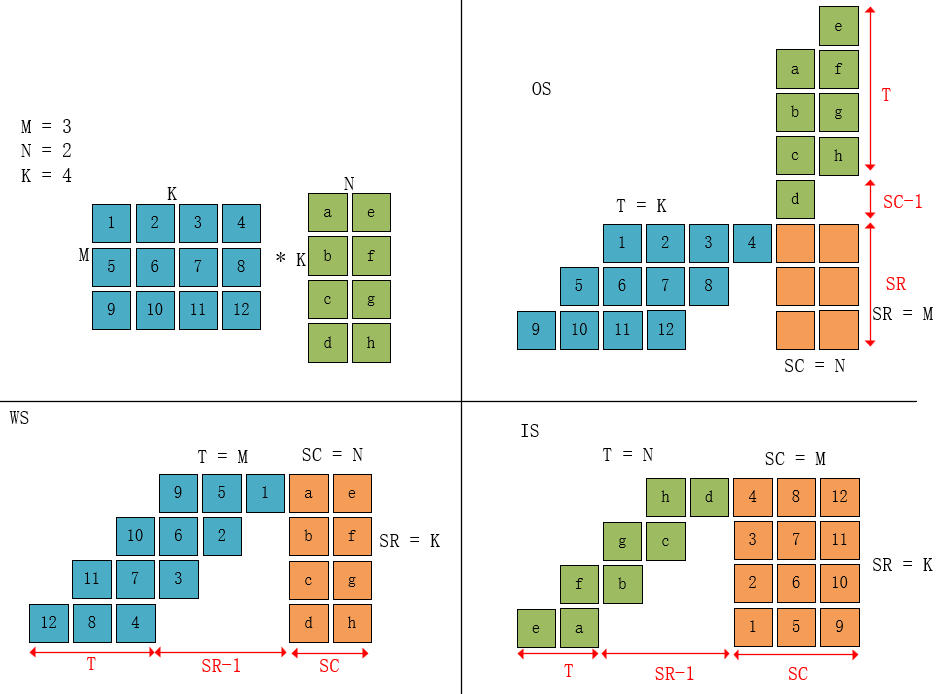 M = 3
N = 2
K = 4
K
N
M
1 2 3 4
5 6 7 8
9 10 11 12
* K
a e
b f
c g
d h
OS
e
a f
b g
c h
d
T
SC-1
T = K
1 2 3 4
5 6 7 8
9 10 11 12
SR
SR = M
SC = N
WS
T = M
SC = N
9 5 1 a e
10 6 2 b f
11 7 3 c g
12 8 4 d h
SR = K
T
SR-1
SC
IS
T = N
SC = M
h d 4 8 12
g c 3 7 11
f b 2 6 10
e a 1 5 9
SR = K
T
SR-1
SC